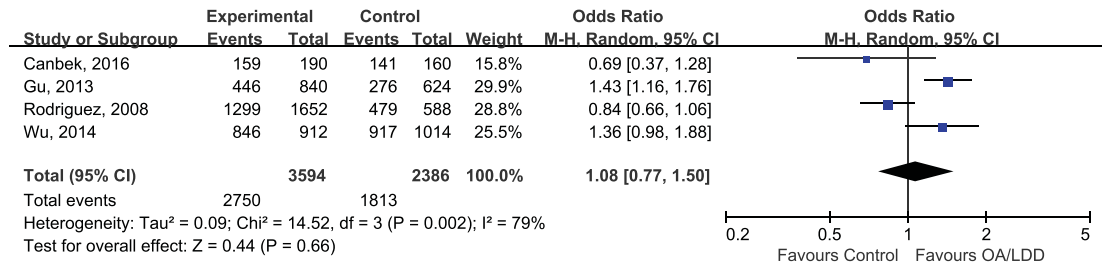 Experimental Control Odds Ratio Odds Ratio
Study or Subgroup Events Total Events Total Weight M-H. Random. 95% CI M-H. Random. 95% CI
Canbek, 2016 159 190 141 160 15.8% 0.69 [0.37, 1.28]
Gu, 2013 446 840 276 624 29.9% 1.43 [1.16, 1.76]
Rodriguez, 2008 1299 1652 479 588 28.8% 0.84 [0.66, 1.06]
Wu, 2014 846 912 917 1014 25.5% 1.36 [0.98, 1.88]
Total (95% CI) 3594 2386 100.0% 1.08 [0.77, 1.50]
Total events 2750 1813
Heterogeneity: Tau² = 0.09; Chi² = 14.52, df = 3 (P = 0.002); I² = 79%
Test for overall effect: Z = 0.44 (P = 0.66)
0.2 0.5 1 2 5
Favours Control Favours OA/LDD